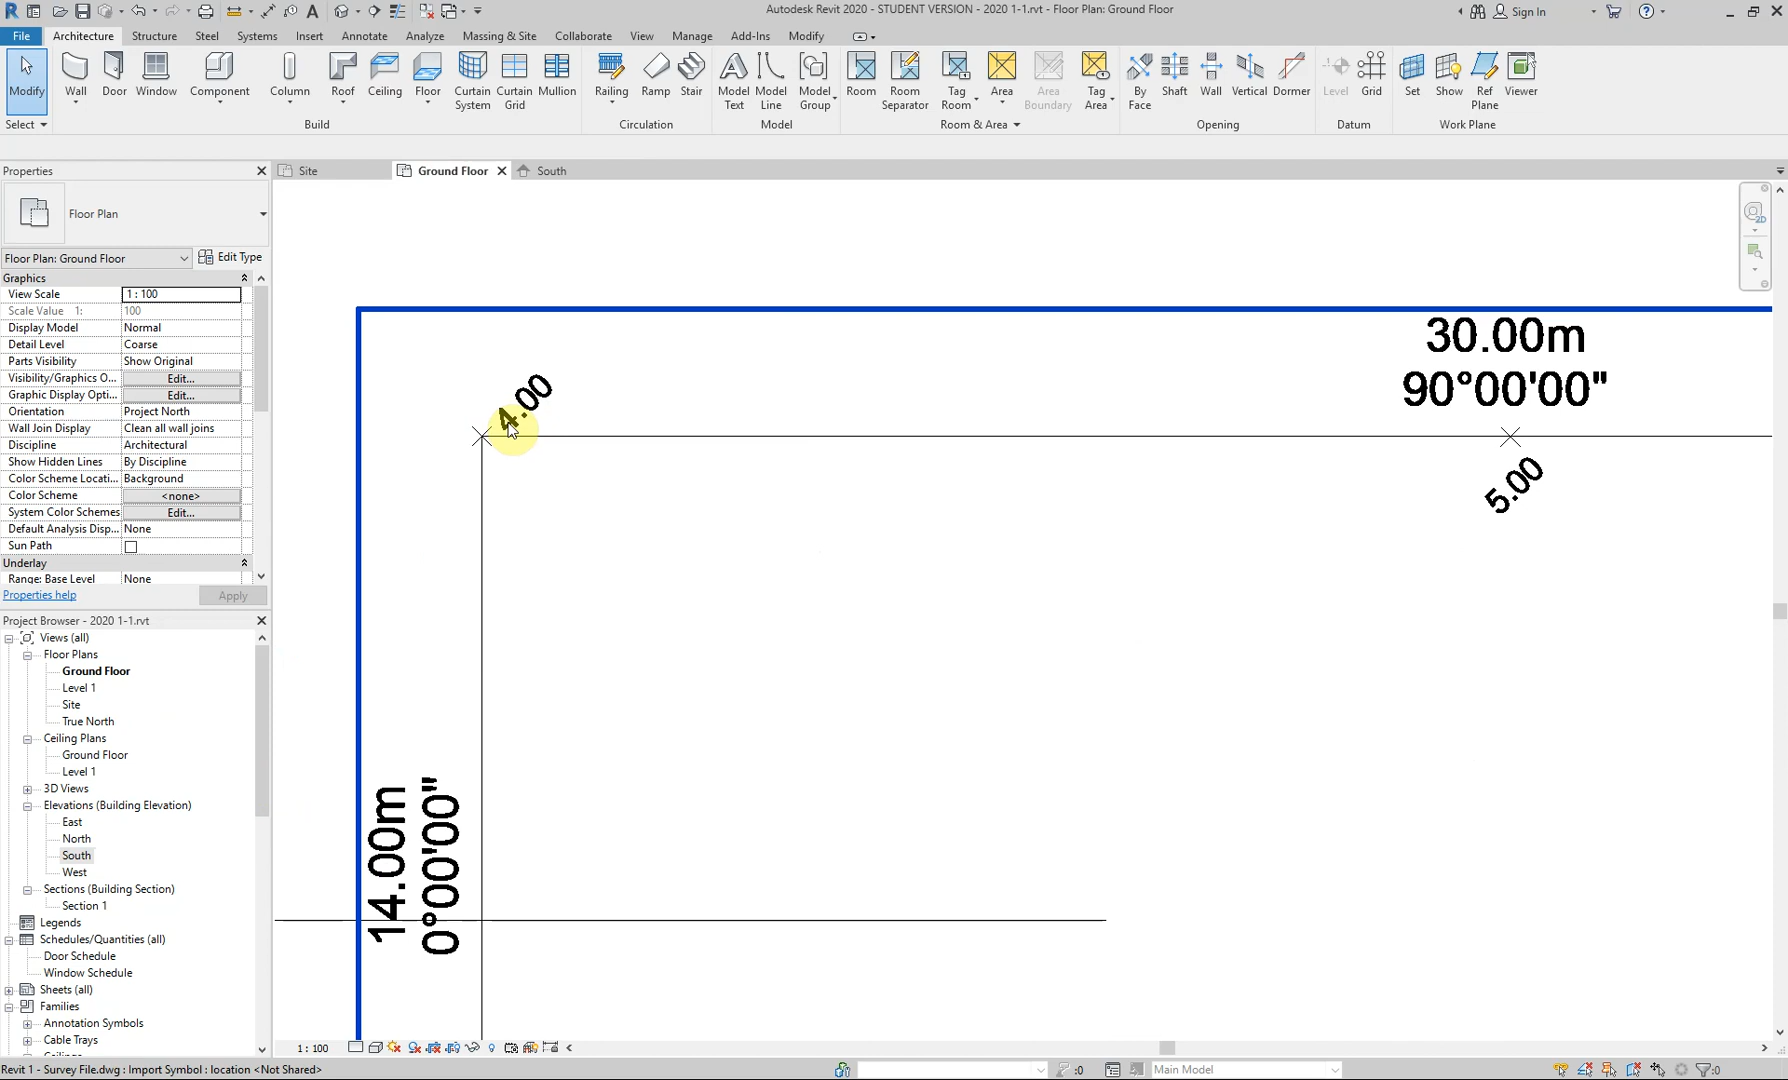 Autodesk Revit 2020 - STUDENT VERSION - 2020 1-1.rvt - Floor Plan: Ground Floor
Sign In
File Architecture Structure Steel Systems Insert Annotate Analyze Massing & Site Collaborate View Manage Add-Ins Modify
Modify Wall Door Window Component Column Roof Ceiling Floor Curtain System Curtain Grid Mullion Railing Ramp Stair Model Text Model Line Model Group Room Room Separator Tag Room Area Area Boundary Tag Area By Face Shaft Wall Vertical Dormer Level Grid Set Show Ref Plane Viewer
Select Build Circulation Model Room & Area Opening Datum Work Plane
Properties
Site Ground Floor South
Floor Plan
Floor Plan: Ground Floor Edit Type
Graphics
View Scale 1 : 100
Scale Value 1: 100
Display Model Normal
Detail Level Coarse
Parts Visibility Show Original
Visibility/Graphics O... Edit...
Graphic Display Opti... Edit...
Orientation Project North
Wall Join Display Clean all wall joins
Discipline Architectural
Show Hidden Lines By Discipline
Color Scheme Locati... Background
Color Scheme <none>
System Color Schemes Edit...
Default Analysis Disp... None
Sun Path
Underlay
Range: Base Level None
Properties help Apply
Project Browser - 2020 1-1.rvt
Views (all)
Floor Plans
Ground Floor
Level 1
Site
True North
Ceiling Plans
Ground Floor
Level 1
3D Views
Elevations (Building Elevation)
East
North
South
West
Sections (Building Section)
Section 1
Legends
Schedules/Quantities (all)
Door Schedule
Window Schedule
Sheets (all)
Families
Annotation Symbols
Cable Trays
Ceilings
30.00m
90°00'00"
4.00
5.00
14.00m
0°00'00"
1 : 100
Revit 1 - Survey File.dwg : Import Symbol : location <Not Shared>
:0
Main Model
:0
2D